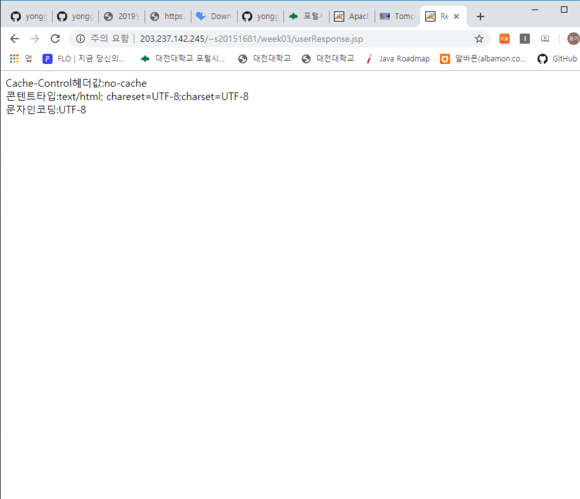 yongg
yongg
2019
https:
Down
yongg
포털시
Apach
Tomc
Re
주의 요함
203.237.142.245/~s20151681/week03/userResponse.jsp
앱
FLO | 지금 당신의...
대전대학교 포털시...
대전대학교
대전대학교
Java Roadmap
알바몬(albamon.co...
GitHub
Cache-Control헤더값:no-cache
콘텐트타입:text/html; chareset=UTF-8;charset=UTF-8
문자인코딩:UTF-8